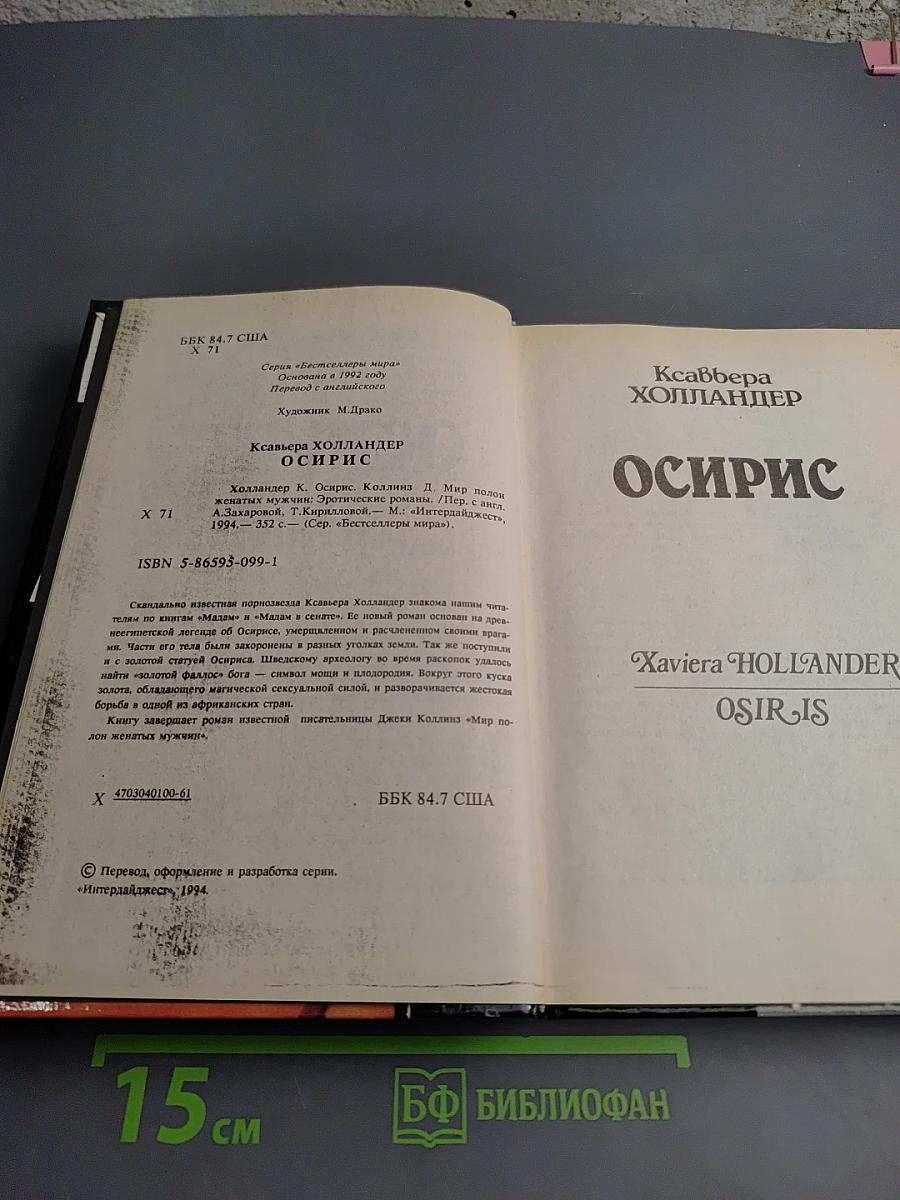 ББК 84.7 США
Х 71
Серия «Бестселлеры мира»
Основана в 1992 году
Перевод с английского
Художник М.Драко
Ксавьера ХОЛЛАНДЕР
ОСИРИС
Холландер К. Осирис. Коллинз Д. Мир полон
женатых мужчин: Эротические романы. /Пер. с англ.
Х 71 А.Захаровой, Т.Кирилловой.— М.: «Интердайджест»,
1994.— 352 с.— (Сер. «Бестселлеры мира»).
ISBN 5-86595-099-1
Скандально известная порнозвезда Ксавьера Холландер знакома нашим чита-
телям по книгам «Мадам» и «Мадам в сенате». Ее новый роман основан на древ-
неегипетской легенде об Осирисе, умерщвленном и расчлененном своими врага-
ми. Части его тела были захоронены в разных уголках земли. Так же поступили
и с золотой статуей Осириса. Шведскому археологу во время раскопок удалось
найти «золотой фаллос» бога — символ мощи и плодородия. Вокруг этого куска
золота, обладающего магической сексуальной силой, и разворачивается жестокая
борьба в одной из африканских стран.
Книгу завершает роман известной писательницы Джеки Коллинз «Мир по-
лон женатых мужчин».
Х 4703040100-61 ББК 84.7 США
© Перевод, оформление и разработка серии.
«Интердайджест», 1994.
Ксавьера
ХОЛЛАНДЕР
ОСИРИС
Xaviera HOLLANDER
OSIRIS
15 см
БФ БИБЛИОФАН